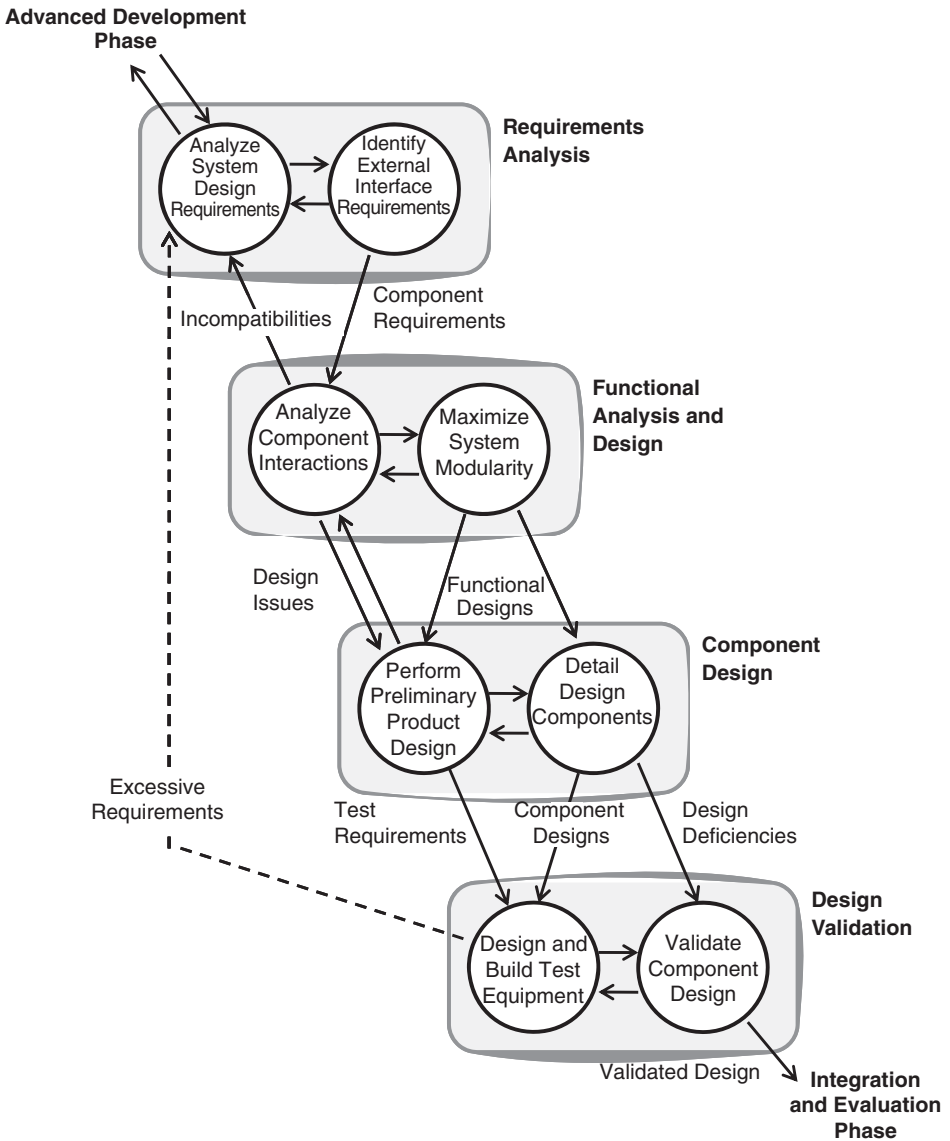 Advanced Development
Phase
Analyze
System
Design
Requirements
Identify
External
Interface
Requirements
Requirements
Analysis
Incompatibilities
Component
Requirements
Analyze
Component
Interactions
Maximize
System
Modularity
Functional
Analysis and
Design
Design
Issues
Functional
Designs
Perform
Preliminary
Product
Design
Detail
Design
Components
Component
Design
Excessive
Requirements
Test
Requirements
Component
Designs
Design
Deficiencies
Design and
Build Test
Equipment
Validate
Component
Design
Design
Validation
Validated Design
Integration
and Evaluation
Phase